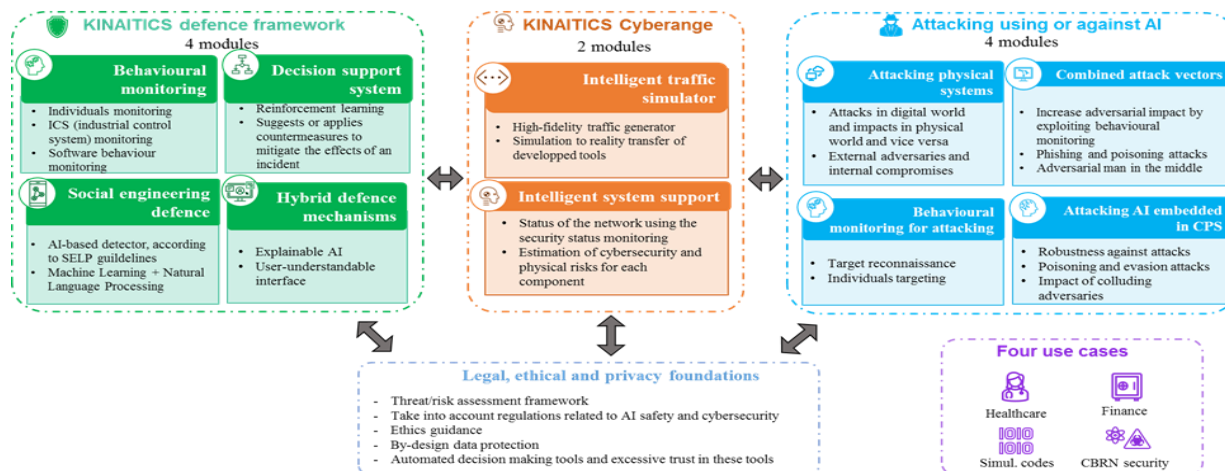 KINAITICS defence framework
4 modules
Behavioural
monitoring
• Individuals monitoring
• ICS (industrial control
system) monitoring
• Software behaviour
monitoring
Decision support
system
• Reinforcement learning
• Suggests or applies
countermeasures to
mitigate the effects of an
incident
Social engineering
defence
• AI-based detector, according
to SELP guildelines
• Machine Learning + Natural
Language Processing
Hybrid defence
mechanisms
• Explainable AI
• User-understandable
interface
KINAITICS Cyberange
2 modules
Intelligent traffic
simulator
• High-fidelity traffic generator
• Simulation to reality transfer of
developped tools
Intelligent system support
• Status of the network using the
security status monitoring
• Estimation of cybersecurity and
physical risks for each
component
Attacking using or against AI
4 modules
Attacking physical
systems
• Attacks in digital world
and impacts in physical
world and vice versa
• External adversaries and
internal compromises
Combined attack vectors
• Increase adversarial impact by
exploiting behavioural
monitoring
• Phishing and poisoning attacks
• Adversarial man in the middle
Behavioural
monitoring for attacking
• Target reconnaissance
• Individuals targeting
Attacking AI embedded
in CPS
• Robustness against attacks
• Poisoning and evasion attacks
• Impact of colluding
adversaries
Legal, ethical and privacy foundations
- Threat/risk assessment framework
- Take into account regulations related to AI safety and cybersecurity
- Ethics guidance
- By-design data protection
- Automated decision making tools and excessive trust in these tools
Four use cases
Healthcare
Finance
IOIO
IOIO
Simul. codes
CBRN security